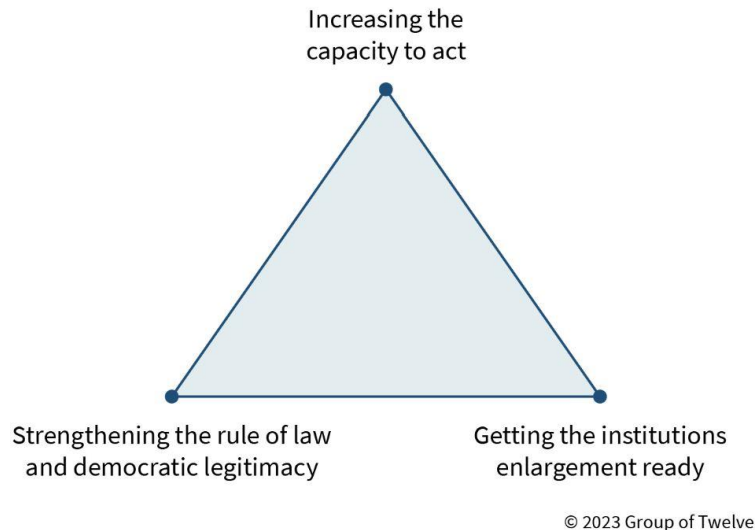 Increasing the
capacity to act
Strengthening the rule of law
and democratic legitimacy
Getting the institutions
enlargement ready
© 2023 Group of Twelve